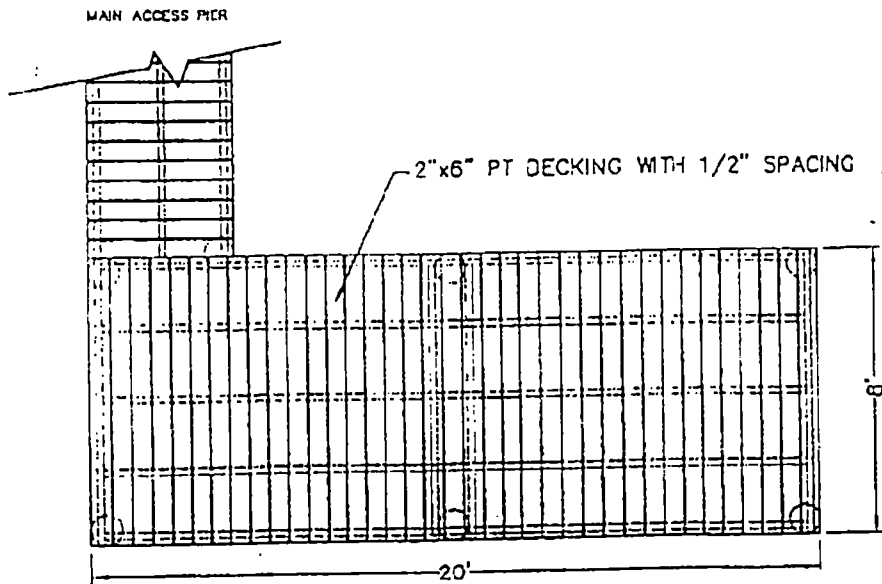 MAIN ACCESS PIER
2"x6" PT DECKING WITH 1/2" SPACING
8'
20'